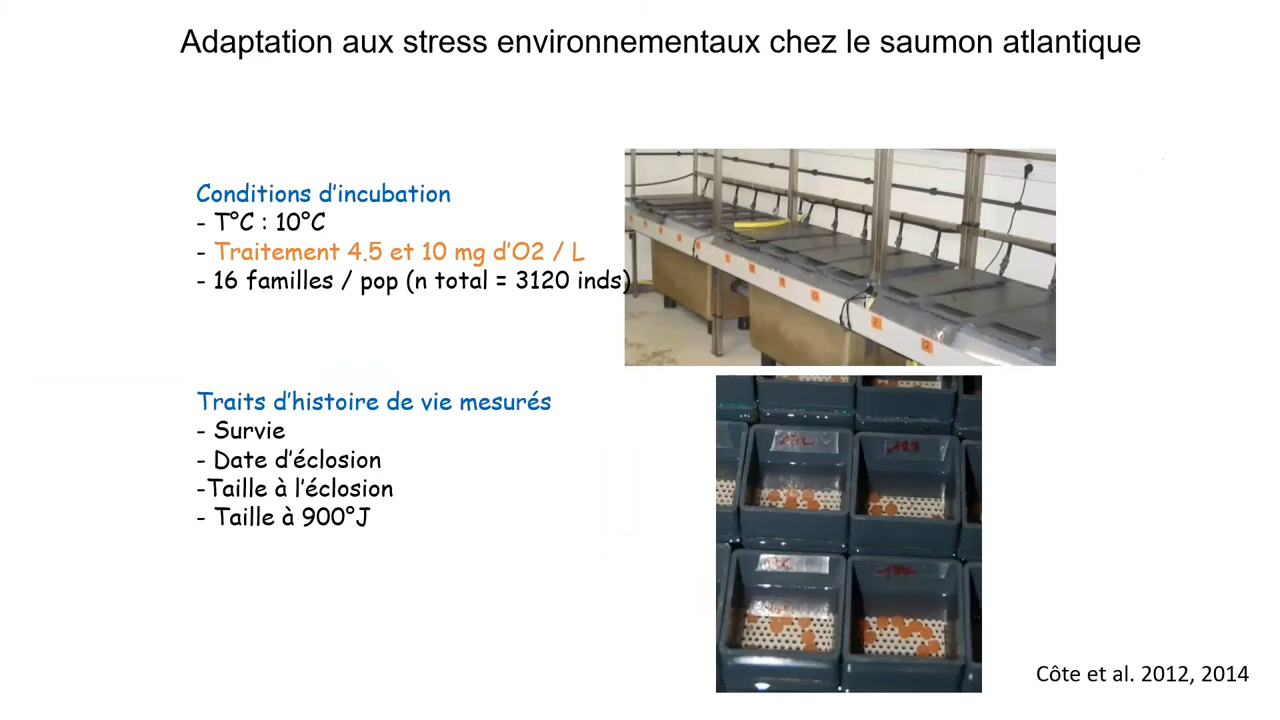 Adaptation aux stress environnementaux chez le saumon atlantique
Conditions d'incubation
- T°C : 10°C
- Traitement 4.5 et 10 mg d'O2 / L
- 16 familles / pop (n total = 3120 inds)
Traits d'histoire de vie mesurés
- Survie
- Date d'éclosion
-Taille à l'éclosion
- Taille à 900°J
Côte et al. 2012, 2014